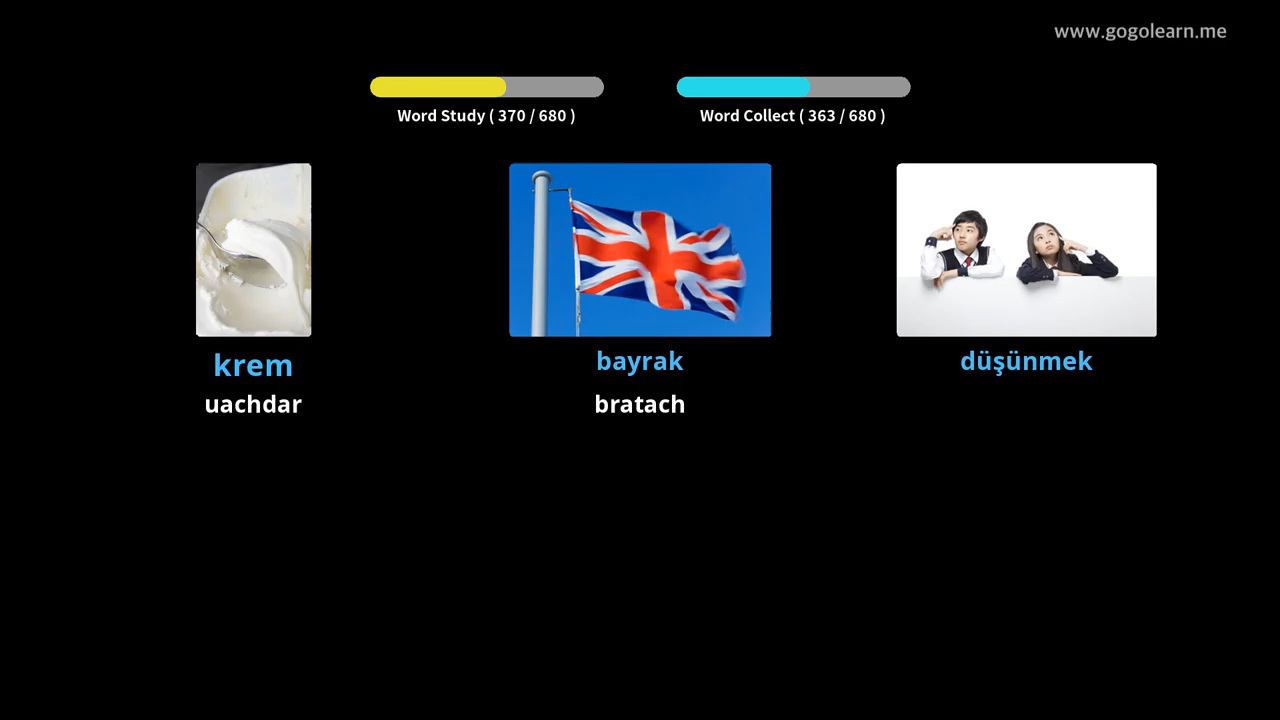 www.gogolearn.me
Word Study ( 370 / 680 )
Word Collect ( 363 / 680 )
krem
bayrak
düşünmek
uachdar
bratach